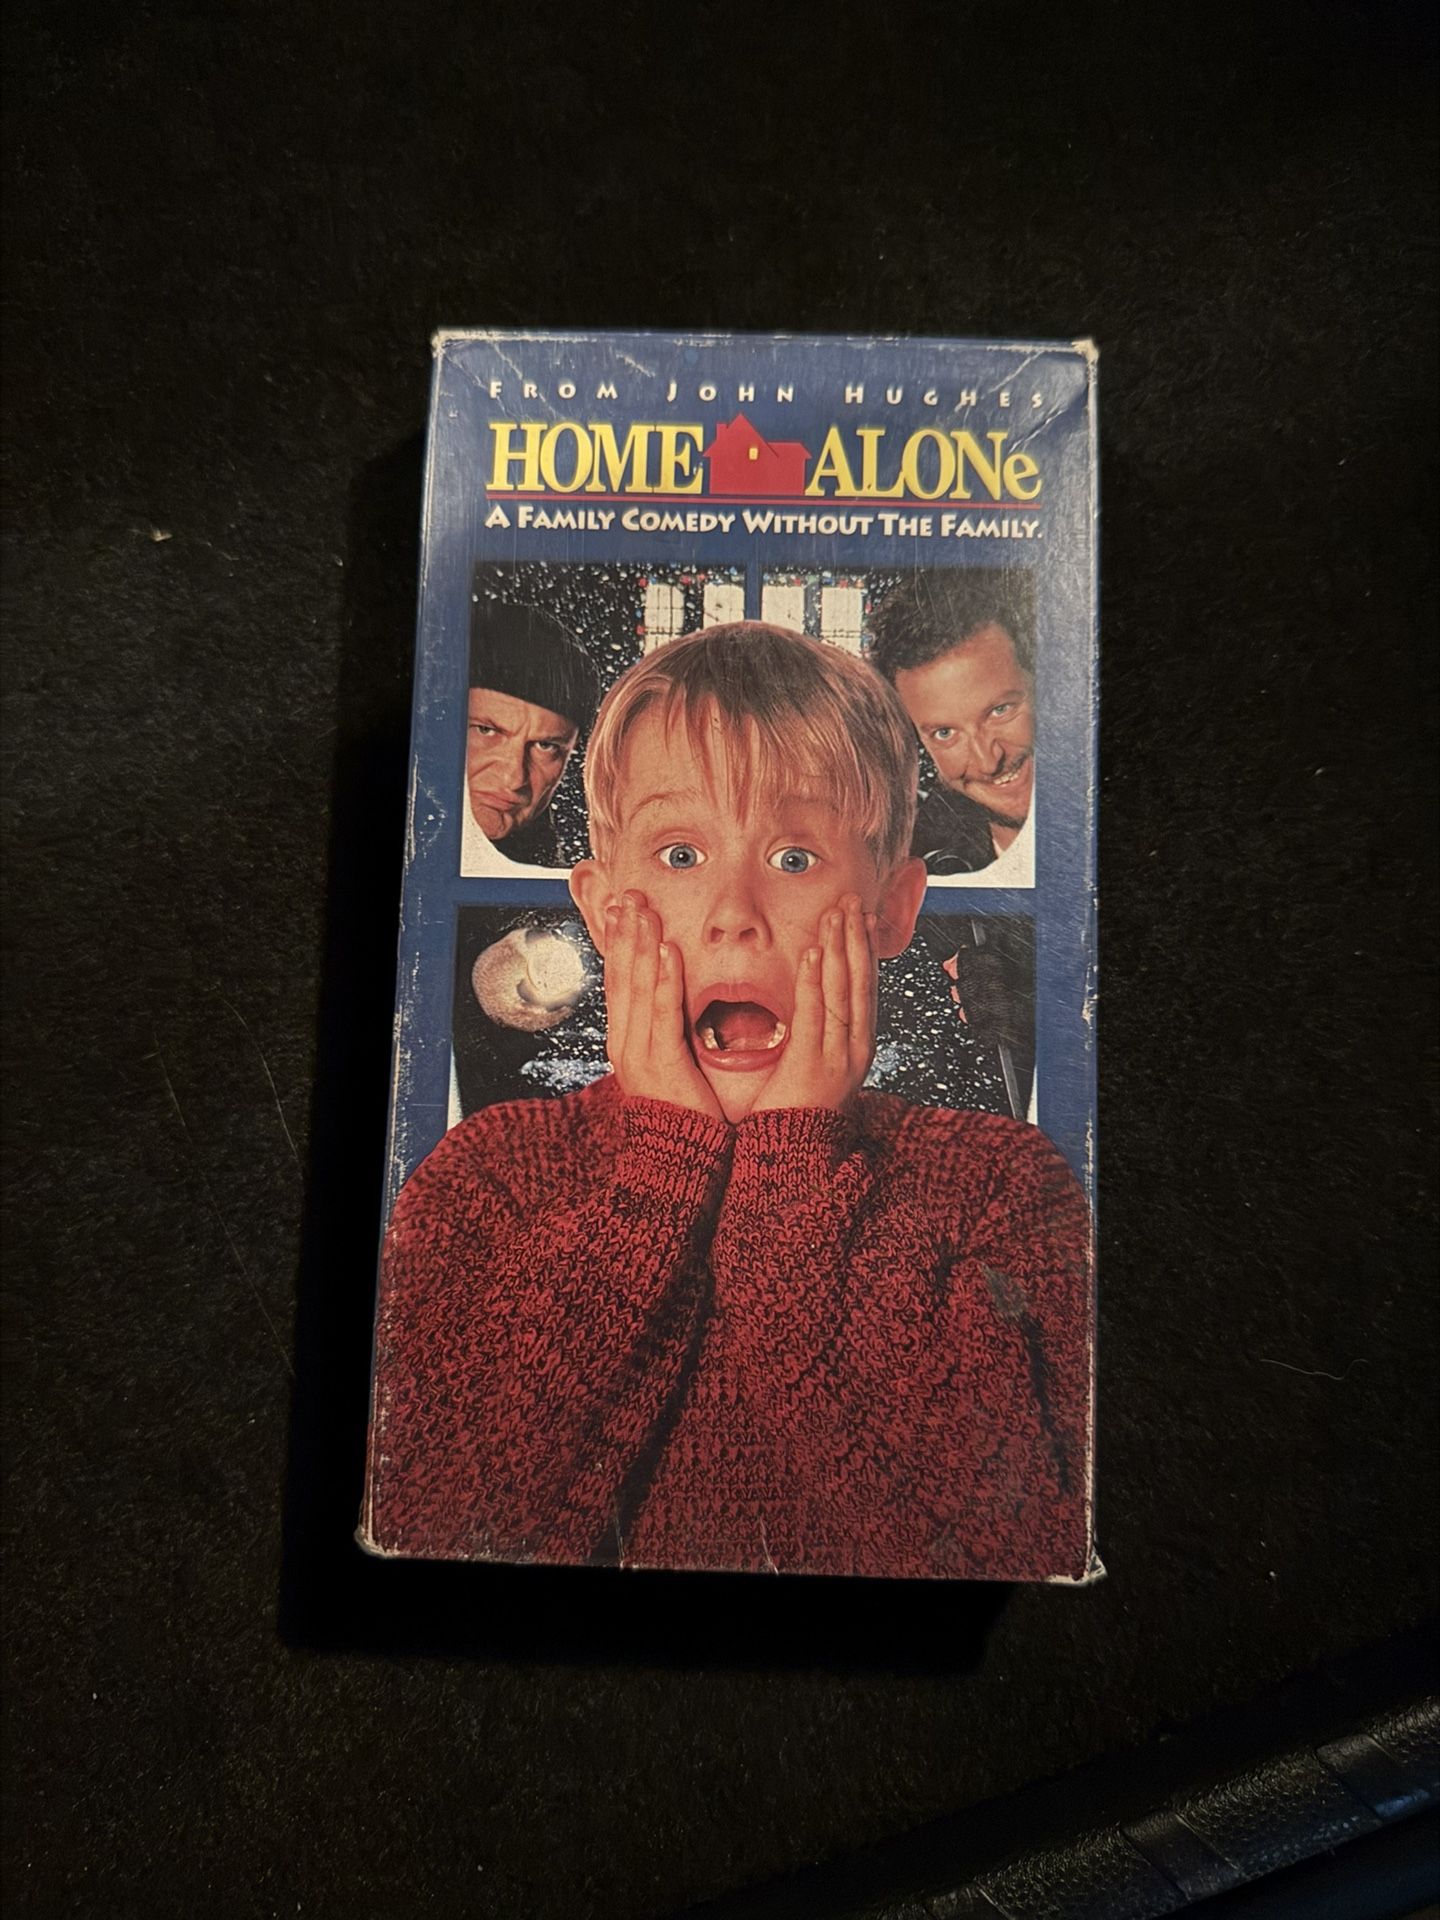 FROM JOHN HUGHES
HOME ALONe
A FAMILY COMEDY WITHOUT THE FAMILY.